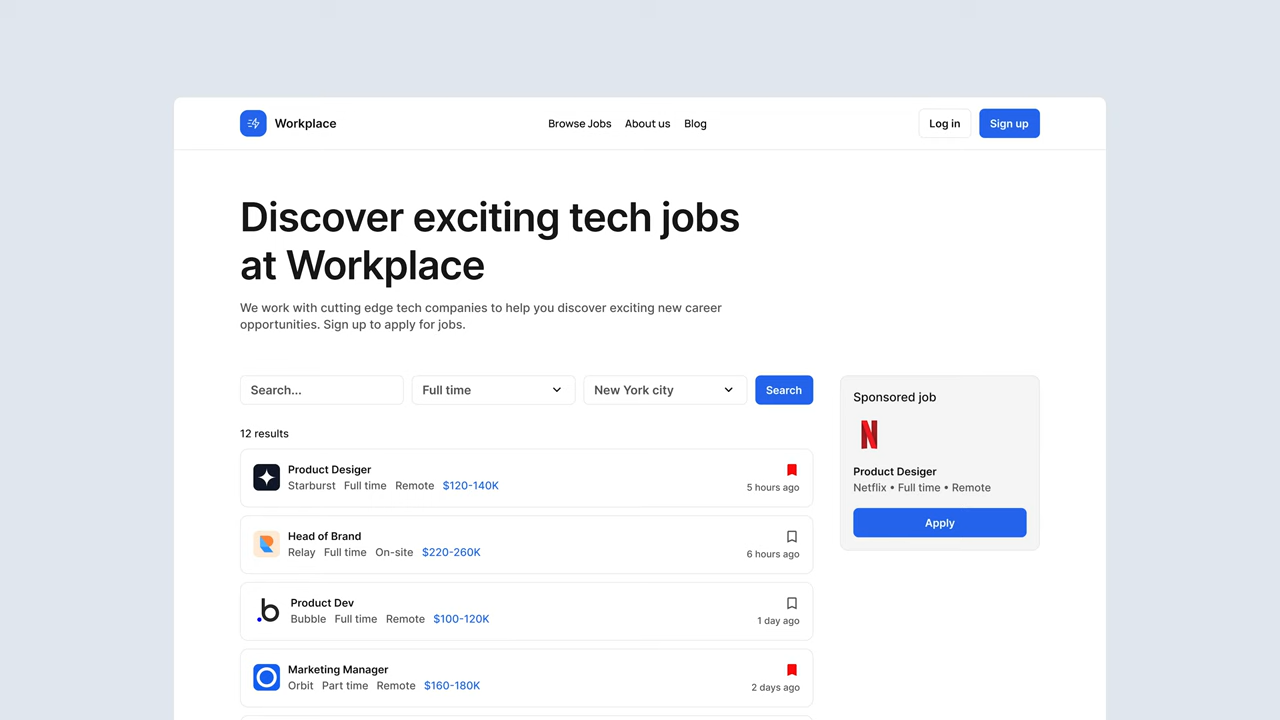 Workplace
Browse Jobs
About us
Blog
Log in
Sign up
Discover exciting tech jobs
at Workplace
We work with cutting edge tech companies to help you discover exciting new career
opportunities. Sign up to apply for jobs.
Search...
Full time
New York city
Search
12 results
Product Desiger
Starburst Full time Remote $120-140K
5 hours ago
Head of Brand
Relay Full time On-site $220-260K
6 hours ago
Product Dev
Bubble Full time Remote $100-120K
1 day ago
Marketing Manager
Orbit Part time Remote $160-180K
2 days ago
Sponsored job
N
Product Desiger
Netflix • Full time • Remote
Apply